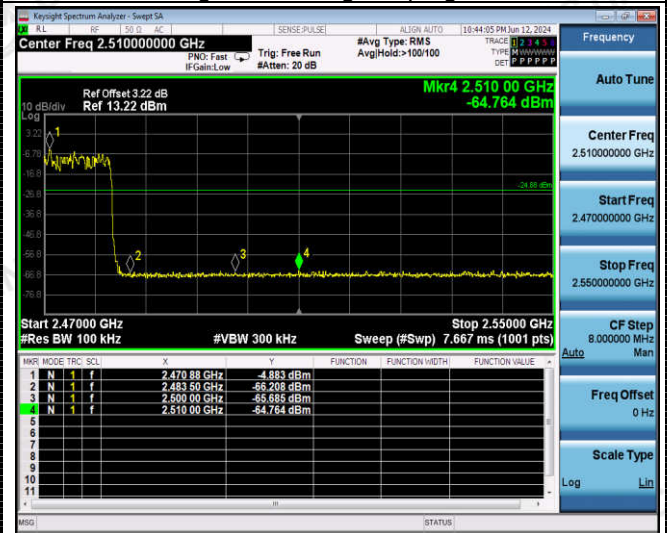 Keysight Spectrum Analyzer - Swept SA
RL RF 50 Ω AC SENSE:PULSE ALIGN AUTO 10:44:05 PM Jun 12, 2024
Center Freq 2.510000000 GHz
PNO: Fast
IFGain:Low
Trig: Free Run
#Atten: 20 dB
#Avg Type: RMS
Avg|Hold:>100/100
TRACE 1 2 3 4 5 6
TYPE M
DET P P P P P P
Mkr4 2.510 00 GHz
-64.764 dBm
Ref Offset 3.22 dB
10 dB/div Ref 13.22 dBm
Log
3.22
-6.78
-16.8
-26.8
-36.8
-46.8
-56.8
-66.8
-76.8
1
2
3
4
-24.88 dBm
Start 2.47000 GHz Stop 2.55000 GHz
#Res BW 100 kHz #VBW 300 kHz Sweep (#Swp) 7.667 ms (1001 pts)
MKR MODE TRC SCL X Y FUNCTION FUNCTION WIDTH FUNCTION VALUE
1 N 1 f 2.470 88 GHz -4.883 dBm
2 N 1 f 2.483 50 GHz -66.208 dBm
3 N 1 f 2.500 00 GHz -65.685 dBm
4 N 1 f 2.510 00 GHz -64.764 dBm
5
6
7
8
9
10
11
MSG STATUS
Frequency
Auto Tune
Center Freq
2.510000000 GHz
Start Freq
2.470000000 GHz
Stop Freq
2.550000000 GHz
CF Step
8.000000 MHz
Auto Man
Freq Offset
0 Hz
Scale Type
Log Lin